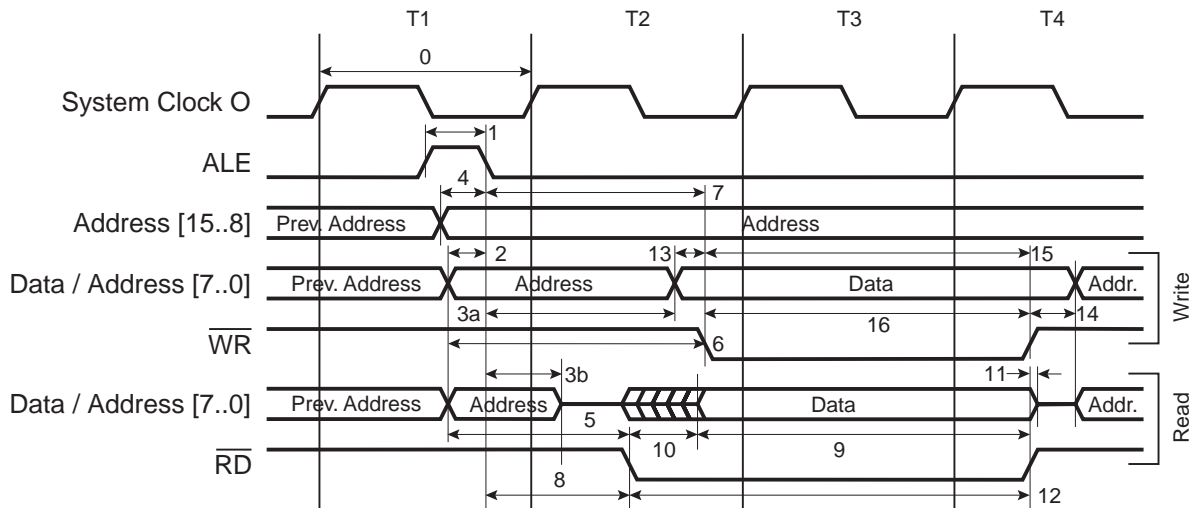 T1 T2 T3 T4
0
System Clock O
1
ALE
4 7
Address [15..8] Prev. Address Address
2 13 15
Data / Address [7..0] Prev. Address Address Data Addr.
3a 16 14
WR 6
Write
3b 11
Data / Address [7..0] Prev. Address Address Data Addr.
5 10 9
Read
RD
8 12